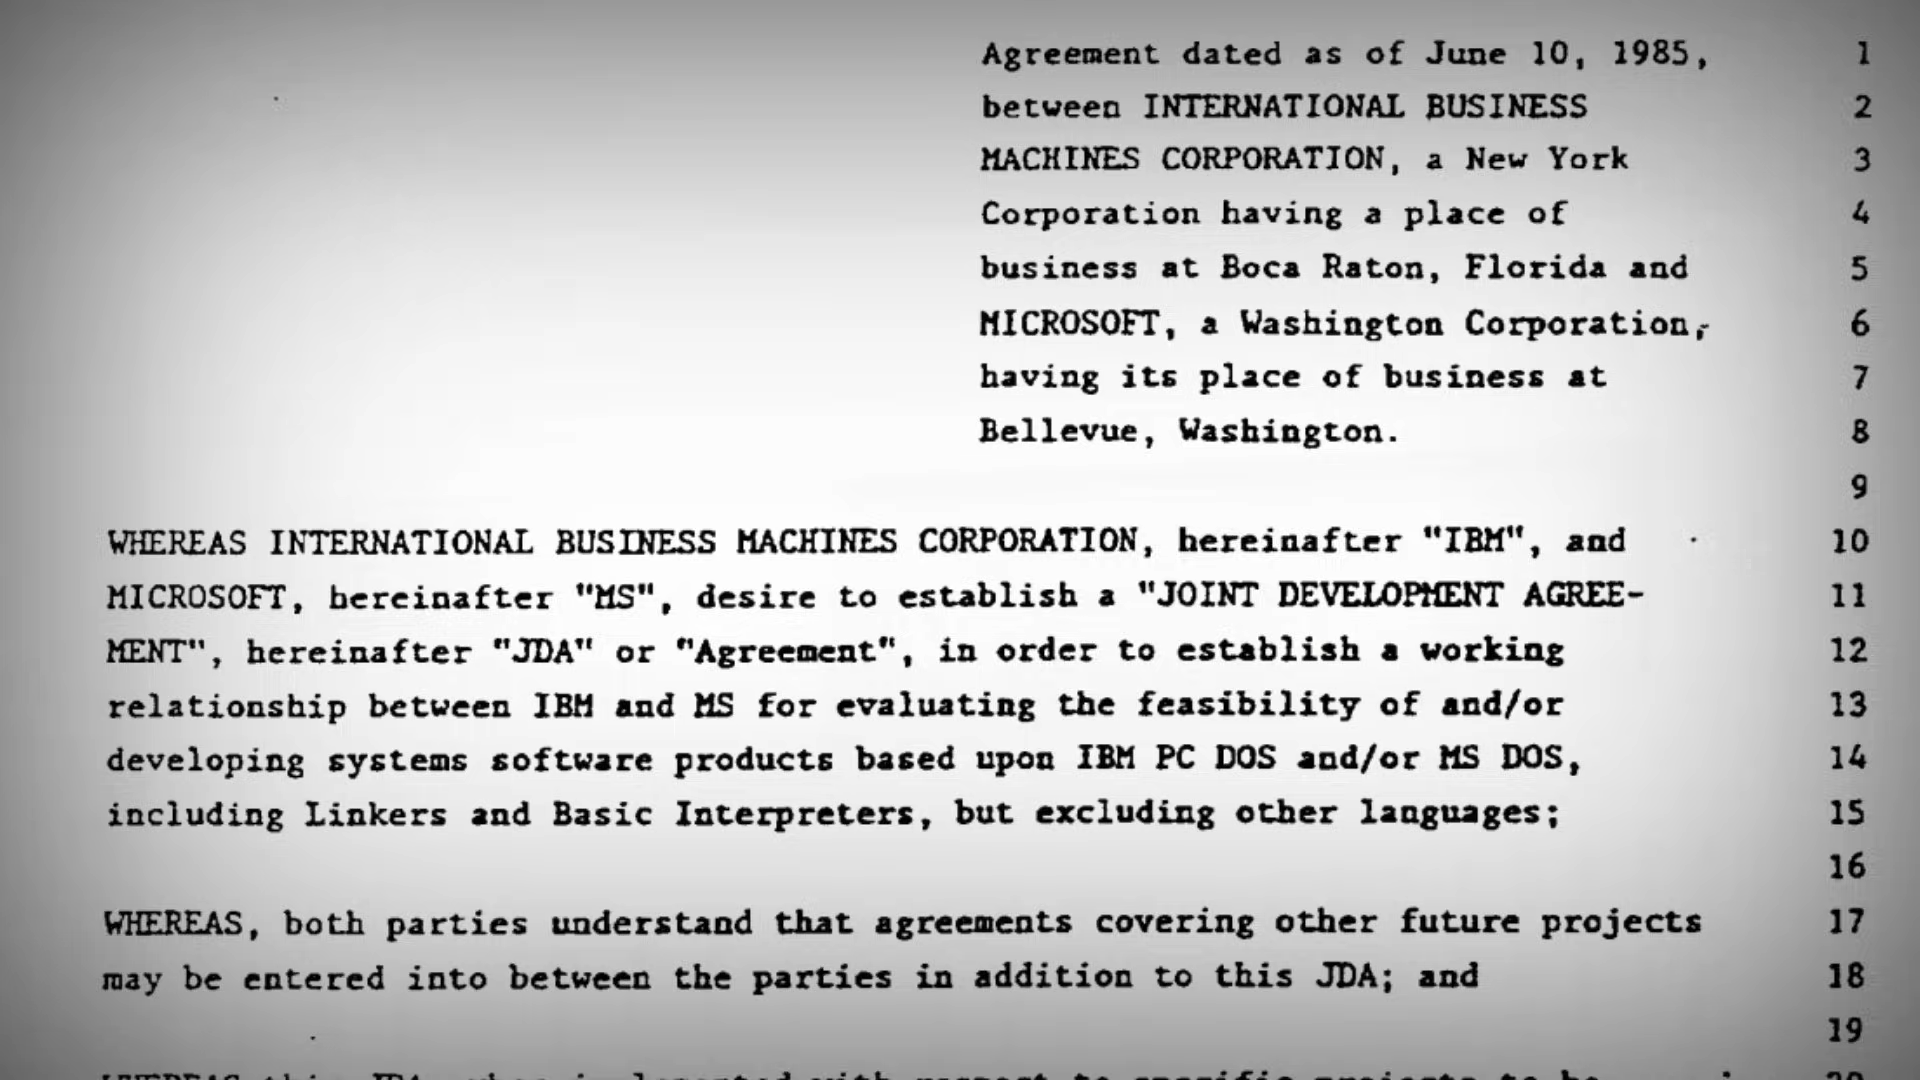 Agreement dated as of June 10, 1985, 1
between INTERNATIONAL BUSINESS 2
MACHINES CORPORATION, a New York 3
Corporation having a place of 4
business at Boca Raton, Florida and 5
MICROSOFT, a Washington Corporation, 6
having its place of business at 7
Bellevue, Washington. 8
9
WHEREAS INTERNATIONAL BUSINESS MACHINES CORPORATION, hereinafter "IBM", and 10
MICROSOFT, hereinafter "MS", desire to establish a "JOINT DEVELOPMENT AGREE- 11
MENT", hereinafter "JDA" or "Agreement", in order to establish a working 12
relationship between IBM and MS for evaluating the feasibility of and/or 13
developing systems software products based upon IBM PC DOS and/or MS DOS, 14
including Linkers and Basic Interpreters, but excluding other languages; 15
16
WHEREAS, both parties understand that agreements covering other future projects 17
may be entered into between the parties in addition to this JDA; and 18
19